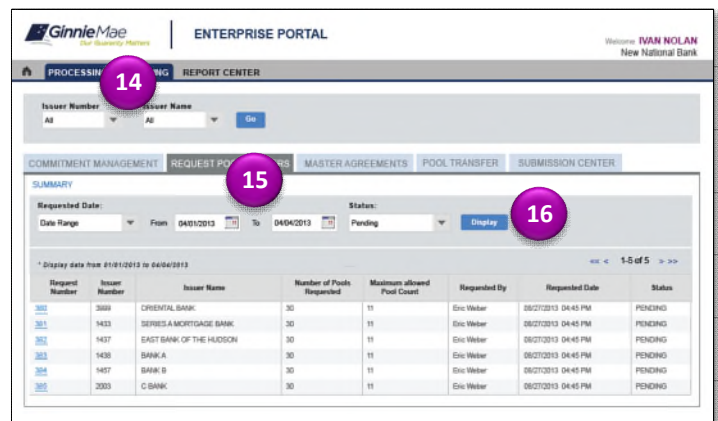 GinnieMae
Our Guaranty Matters
ENTERPRISE PORTAL
Welcome IVAN NOLAN
New National Bank
PROCESSING REPORT CENTER
14
Issuer Number Issuer Name
All All Go
COMMITMENT MANAGEMENT REQUEST MASTER AGREEMENTS POOL TRANSFER SUBMISSION CENTER
15
SUMMARY
Requested Date: Status:
Date Range From 04/01/2013 To 04/04/2013 Pending Display 16
* Display data from 01/01/2013 to 04/04/2013 << < 1-5 of 5 > >>
Request Number Issuer Number Issuer Name Number of Pools Requested Maximum allowed Pool Count Requested By Requested Date Status
380 3999 ORIENTAL BANK 30 11 Eric Weber 08/27/2013 04:45 PM PENDING
381 1433 SERIES A MORTGAGE BANK 30 11 Eric Weber 08/27/2013 04:45 PM PENDING
382 1437 EAST BANK OF THE HUDSON 30 11 Eric Weber 08/27/2013 04:45 PM PENDING
383 1438 BANK A 30 11 Eric Weber 08/27/2013 04:45 PM PENDING
384 1457 BANK B 30 11 Eric Weber 08/27/2013 04:45 PM PENDING
385 2003 C BANK 30 11 Eric Weber 08/27/2013 04:45 PM PENDING